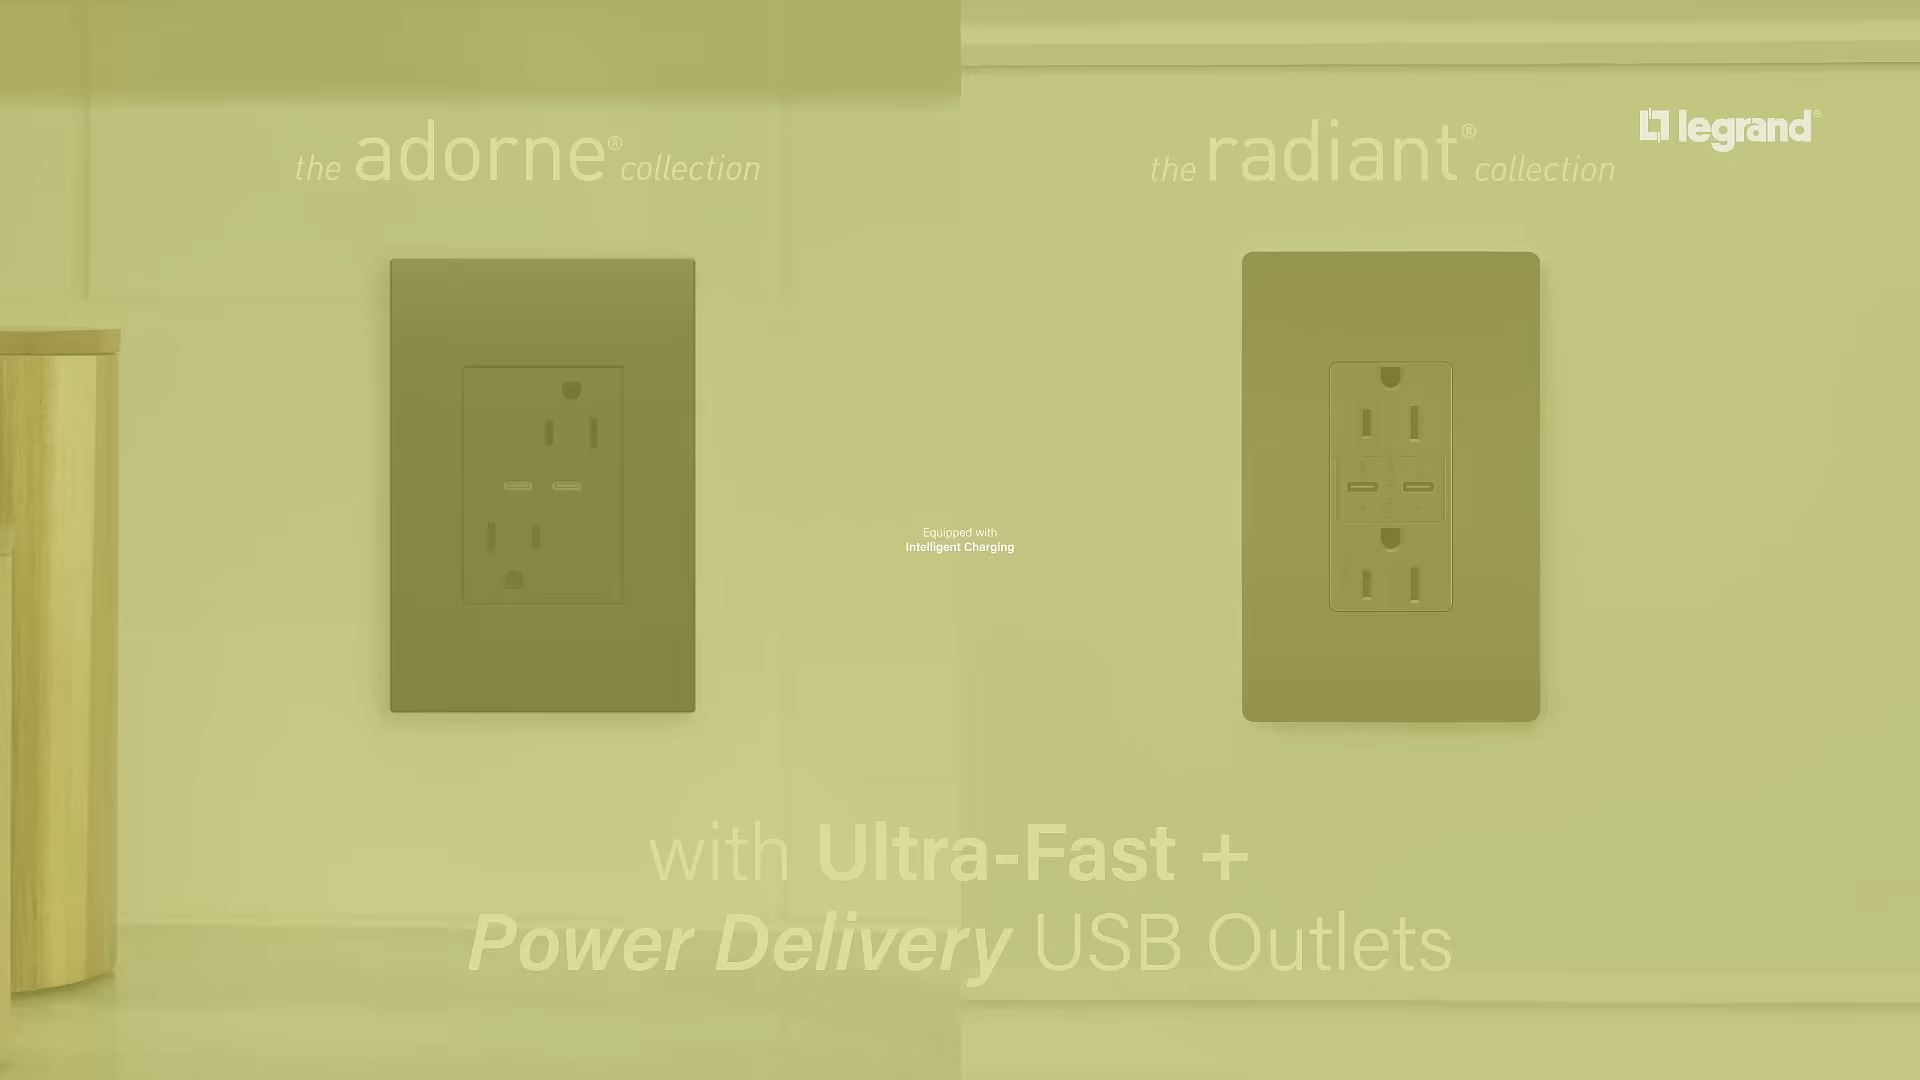 the adorne® collection
the radiant® collection
legrand®
Equipped with
Intelligent Charging
with Ultra-Fast +
Power Delivery USB Outlets